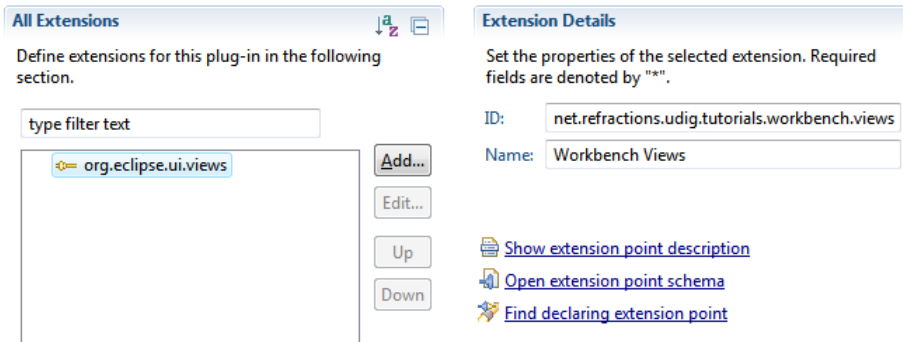 All Extensions
Define extensions for this plug-in in the following
section.
type filter text
org.eclipse.ui.views
Add...
Edit...
Up
Down
Extension Details
Set the properties of the selected extension. Required
fields are denoted by "*".
ID: net.refractions.udig.tutorials.workbench.views
Name: Workbench Views
Show extension point description
Open extension point schema
Find declaring extension point